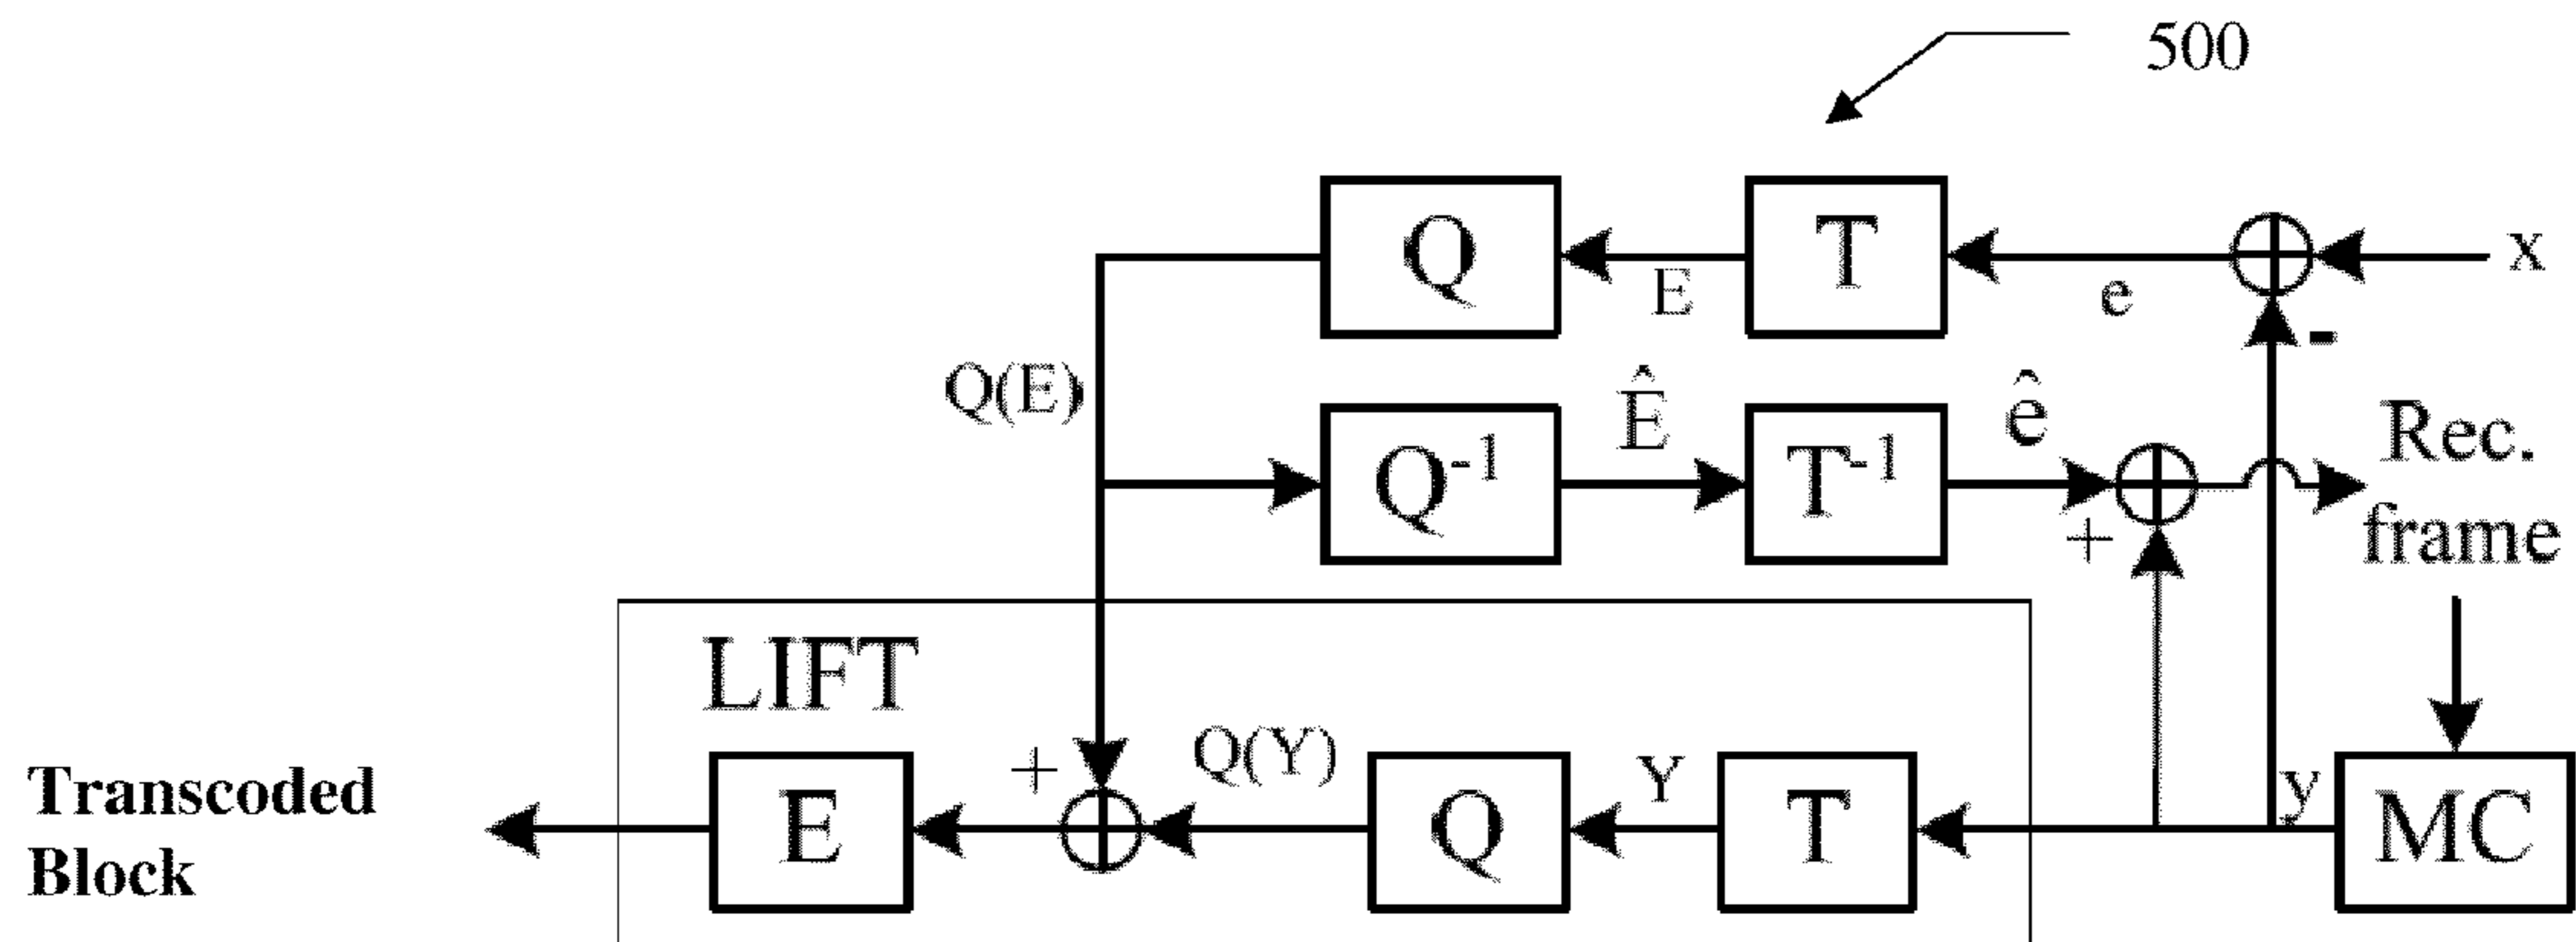 500
Q
T
X
E
e
-
Q(E)
Q⁻¹
Ê
T⁻¹
ê
+
Rec.
frame
LIFT
Transcoded
Block
E
+
Q(Y)
Q
Y
T
y
MC